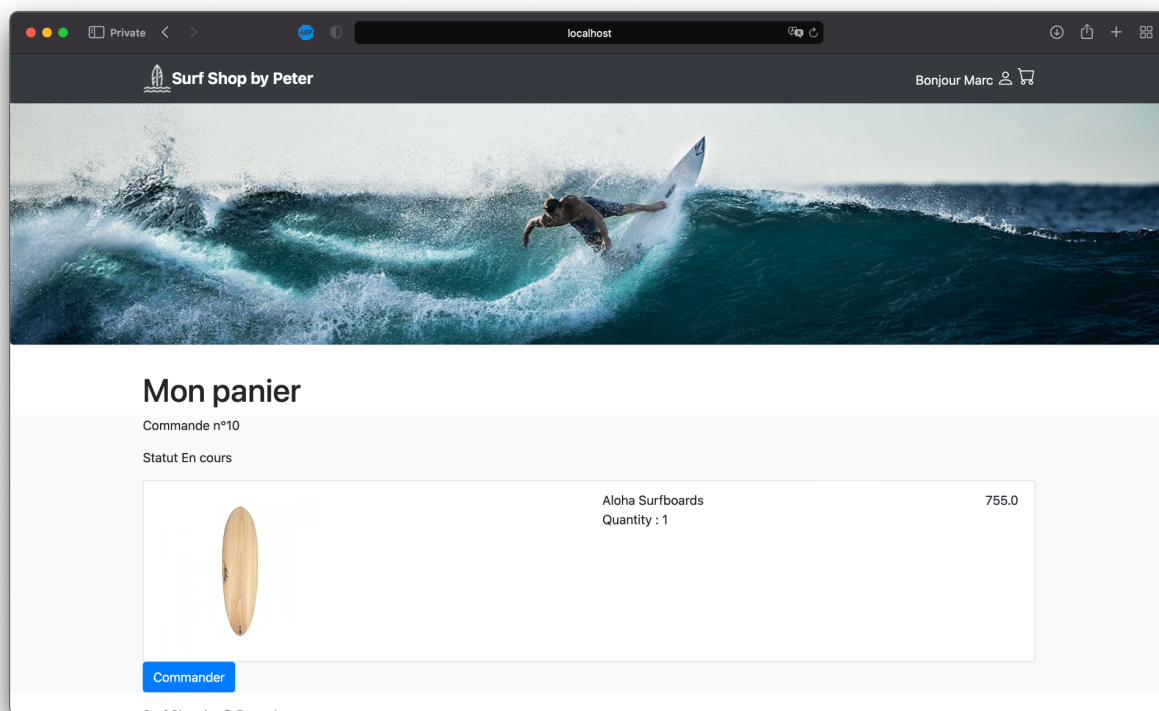 Private
ABP
localhost
Surf Shop by Peter
Bonjour Marc
Mon panier
Commande n°10
Statut En cours
Aloha Surfboards
755.0
Quantity : 1
Commander